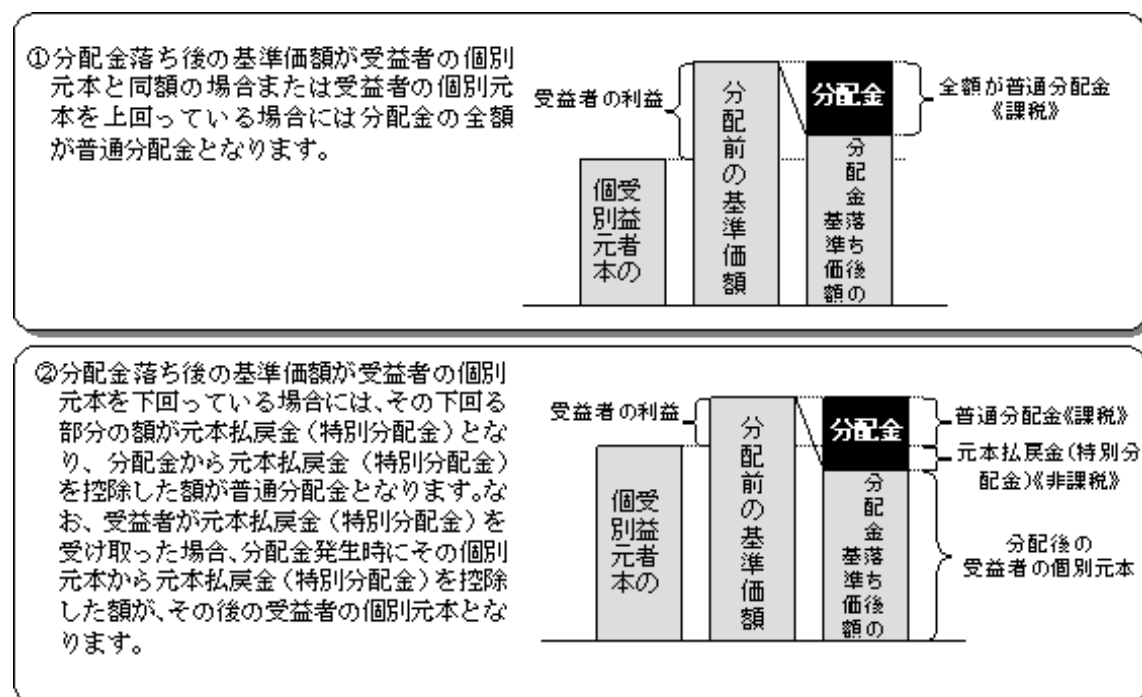 ①分配金落ち後の基準価額が受益者の個別
元本と同額の場合または受益者の個別元
本を上回っている場合には分配金の全額
が普通分配金となります。
受益者の利益
受益者の
個別元本
分配前の基準価額
分配金
分配金落ち後の
基準価額
全額が普通分配金
《課税》
②分配金落ち後の基準価額が受益者の個別
元本を下回っている場合には、その下回る
部分の額が元本払戻金（特別分配金）とな
り、分配金から元本払戻金（特別分配金）
を控除した額が普通分配金となります。な
お、受益者が元本払戻金（特別分配金）を
受け取った場合、分配金発生時にその個別
元本から元本払戻金（特別分配金）を控除
した額が、その後の受益者の個別元本とな
ります。
受益者の利益
受益者の
個別元本
分配前の基準価額
分配金
分配金落ち後の
基準価額
普通分配金《課税》
元本払戻金（特別分
配金）《非課税》
分配後の
受益者の個別元本